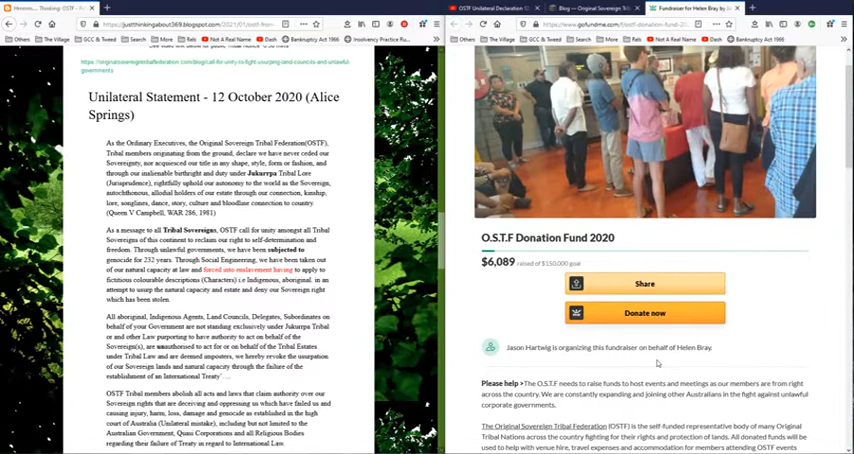 Hmmmm..... Thinking: OSTF - F
https://justthinkingabout369.blogspot.com/2021/01/ostf-fron
Others
The Village
GCC & Tweed
Search
More
Rels
Not A Real Name
Dash
Bankruptcy Act 1966
Insolvency Practice Ru
https://originalsovereigntribalfederation.com/blog/call-for-unity-to-fight-usurping-land-councils-and-unlawful-
governments
Unilateral Statement - 12 October 2020 (Alice
Springs)
As the Ordinary Executives, the Original Sovereign Tribal Federation(OSTF),
Tribal members originating from the ground, declare we have never ceded our
Sovereignty, nor acquiesced our title in any shape, style, form or fashion, and
through our inalienable birthright and duty under Jukurrpa Tribal Lore
(Jurisprudence), rightfully uphold our autonomy to the world as the Sovereign,
autochthonous, allodial holders of our estate through our connection, kinship,
lore, songlines, dance, story, culture and bloodline connection to country.
(Queen V Campbell, WAR 286, 1981)
As a message to all Tribal Sovereigns, OSTF call for unity amongst all Tribal
Sovereigns of this continent to reclaim our right to self-determination and
freedom. Through unlawful governments, we have been subjected to
genocide for 232 years. Through Social Engineering, we have been taken out
of our natural capacity at law and forced into enslavement having to apply to
fictitious colourable descriptions (Characters) i.e Indigenous, aboriginal. in an
attempt to usurp the natural capacity and estate and deny our Sovereign right
which has been stolen.
All aboriginal, Indigenous Agents, Land Councils, Delegates, Subordinates on
behalf of your Government are not standing exclusively under Jukurrpa Tribal
or and other Law purporting to have authority to act on behalf of the
Sovereign(s), are unauthorised to act for or on behalf of the Tribal Estates
under Tribal Law and are deemed imposters, we hereby revoke the usurpation
of our Sovereign lands and natural capacity through the failure of the
establishment of an International Treaty' ....
OSTF Tribal members abolish all acts and laws that claim authority over our
Sovereign rights that are deceiving and oppressing us which have failed us and
causing injury, harm, loss, damage and genocide as established in the high
court of Australia (Unilateral mistake), including but not limited to the
Australian Government, Quasi Corporations and all Religious Bodies
regarding their failure of Treaty in regard to International Law.
OSTF Unilateral Declaration S
Blog — Original Sovereign Trib
Fundraiser for Helen Bray by Ja
https://www.gofundme.com/f/ostf-donation-fund-202
Others
The Village
GCC & Tweed
Search
More
Rels
Not A Real Name
Dash
Bankruptcy Act 1966
O.S.T.F Donation Fund 2020
$6,089 raised of $150,000 goal
Share
Donate now
Jason Hartwig is organizing this fundraiser on behalf of Helen Bray.
Please help >The O.S.T.F needs to raise funds to host events and meetings as our members are from right
across the country. We are constantly expanding and joining other Australians in the fight against unlawful
corporate governments.
The Original Sovereign Tribal Federation (OSTF) is the self-funded representative body of many Original
Tribal Nations across the country fighting for their rights and protection of lands. All donated funds will be
used to help with venue hire, travel expenses and accommodation for members attending OSTF events